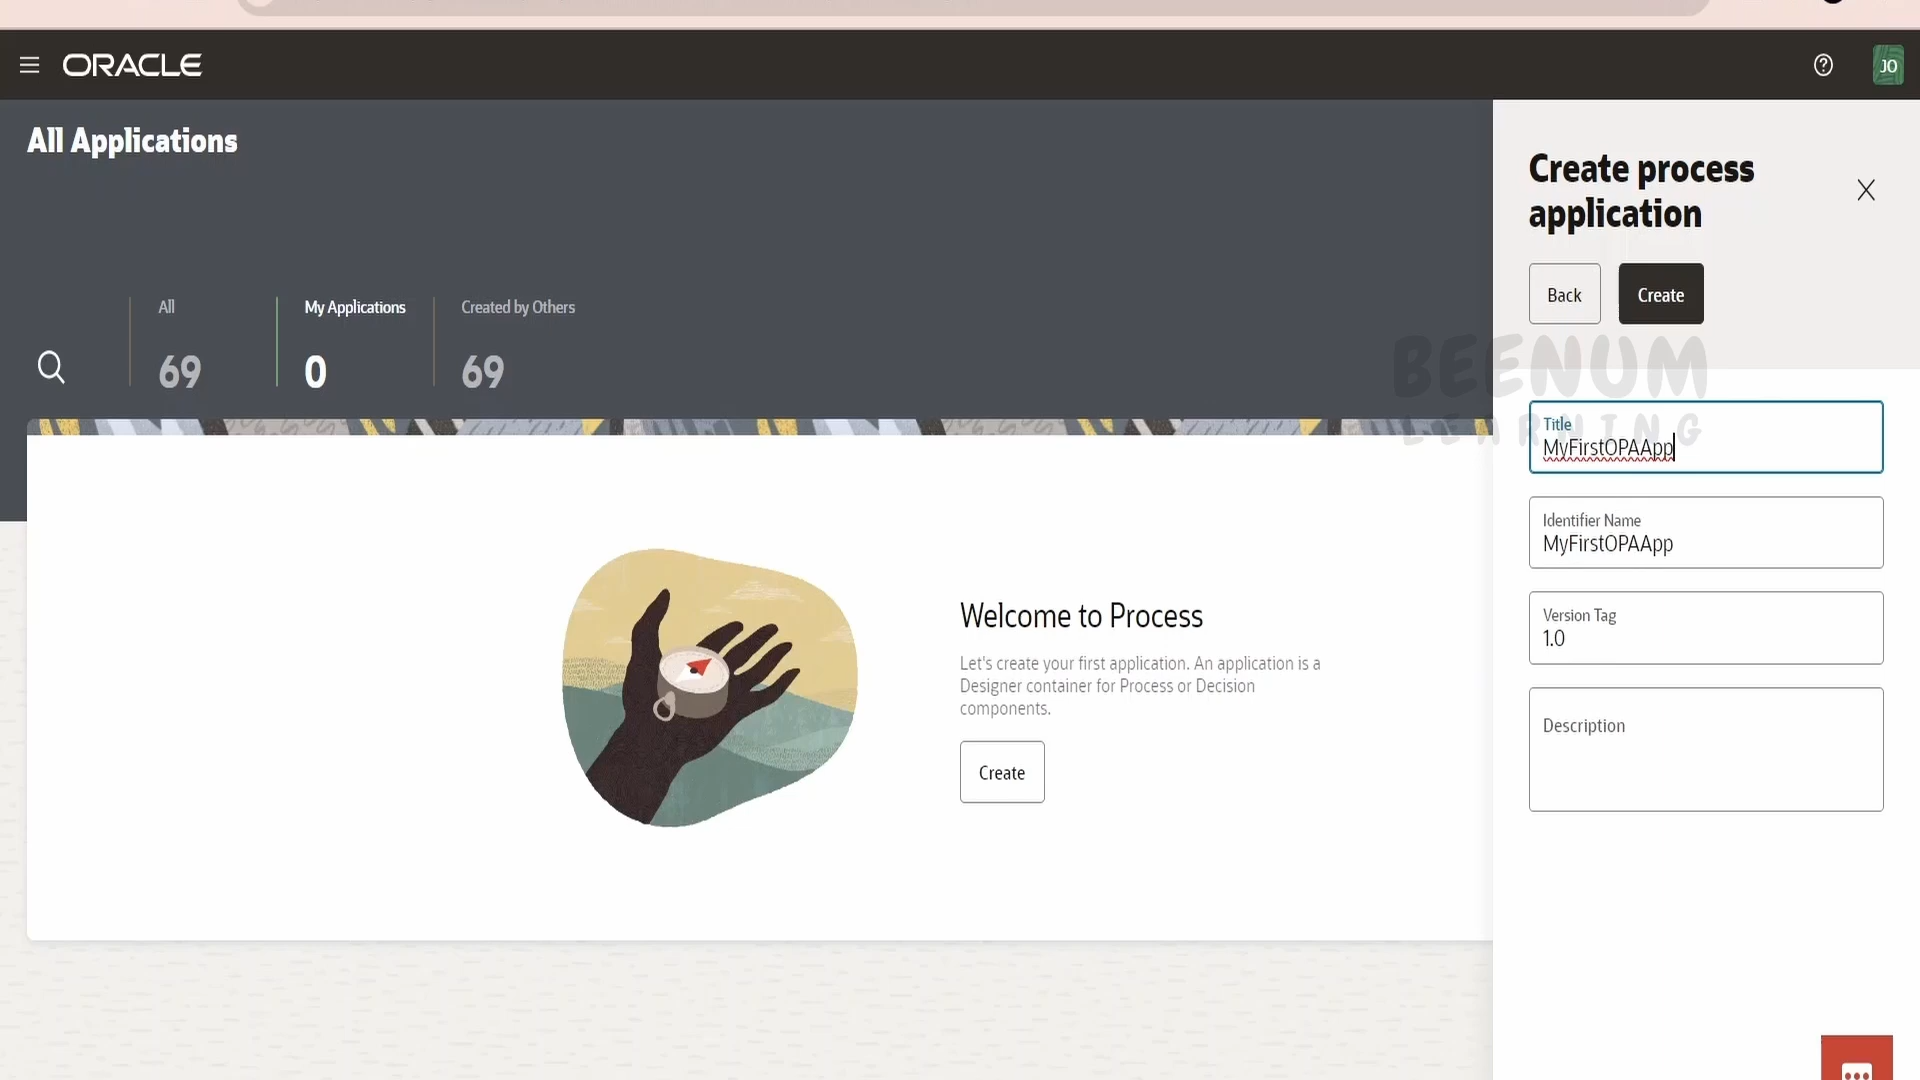 ORACLE
JO
All Applications
All
69
My Applications
0
Created by Others
69
Welcome to Process
Let's create your first application. An application is a
Designer container for Process or Decision
components.
Create
Create process
application
Back
Create
BEENUM
LEARNING
Title
MyFirstOPAApp
Identifier Name
MyFirstOPAApp
Version Tag
1.0
Description